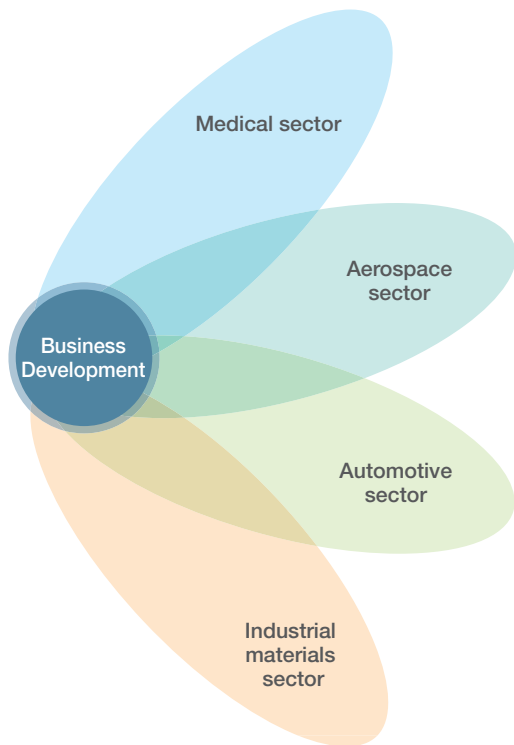 Medical sector
Aerospace
sector
Business
Development
Automotive
sector
Industrial
materials
sector